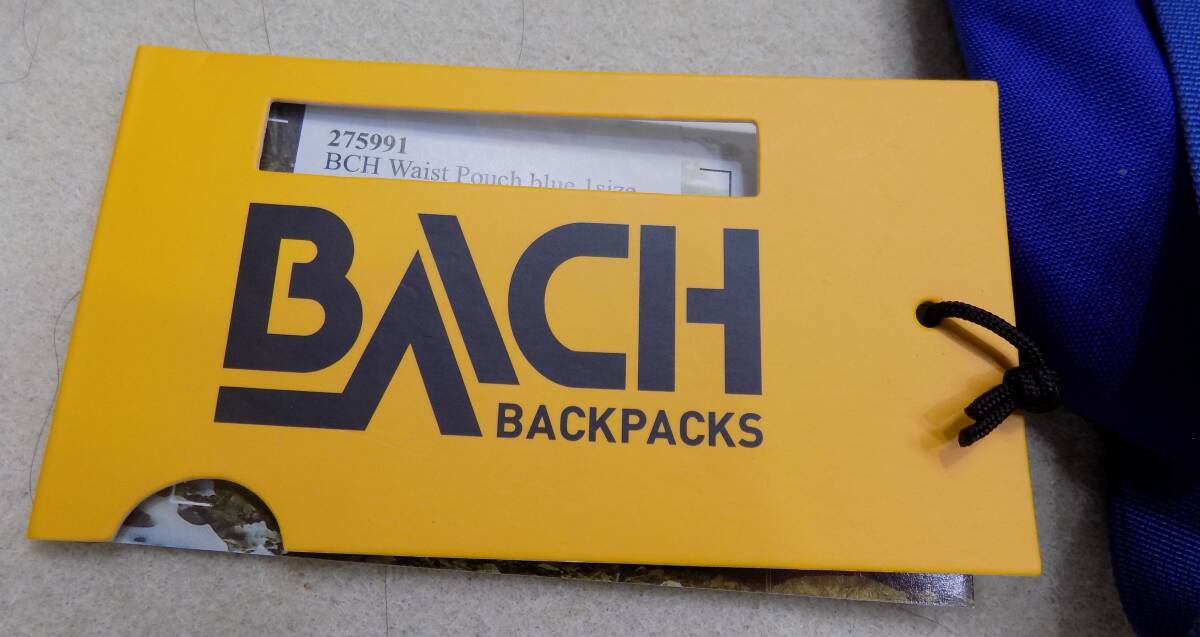 275991
BCH Waist Pouch blue 1size
BACH
BACKPACKS